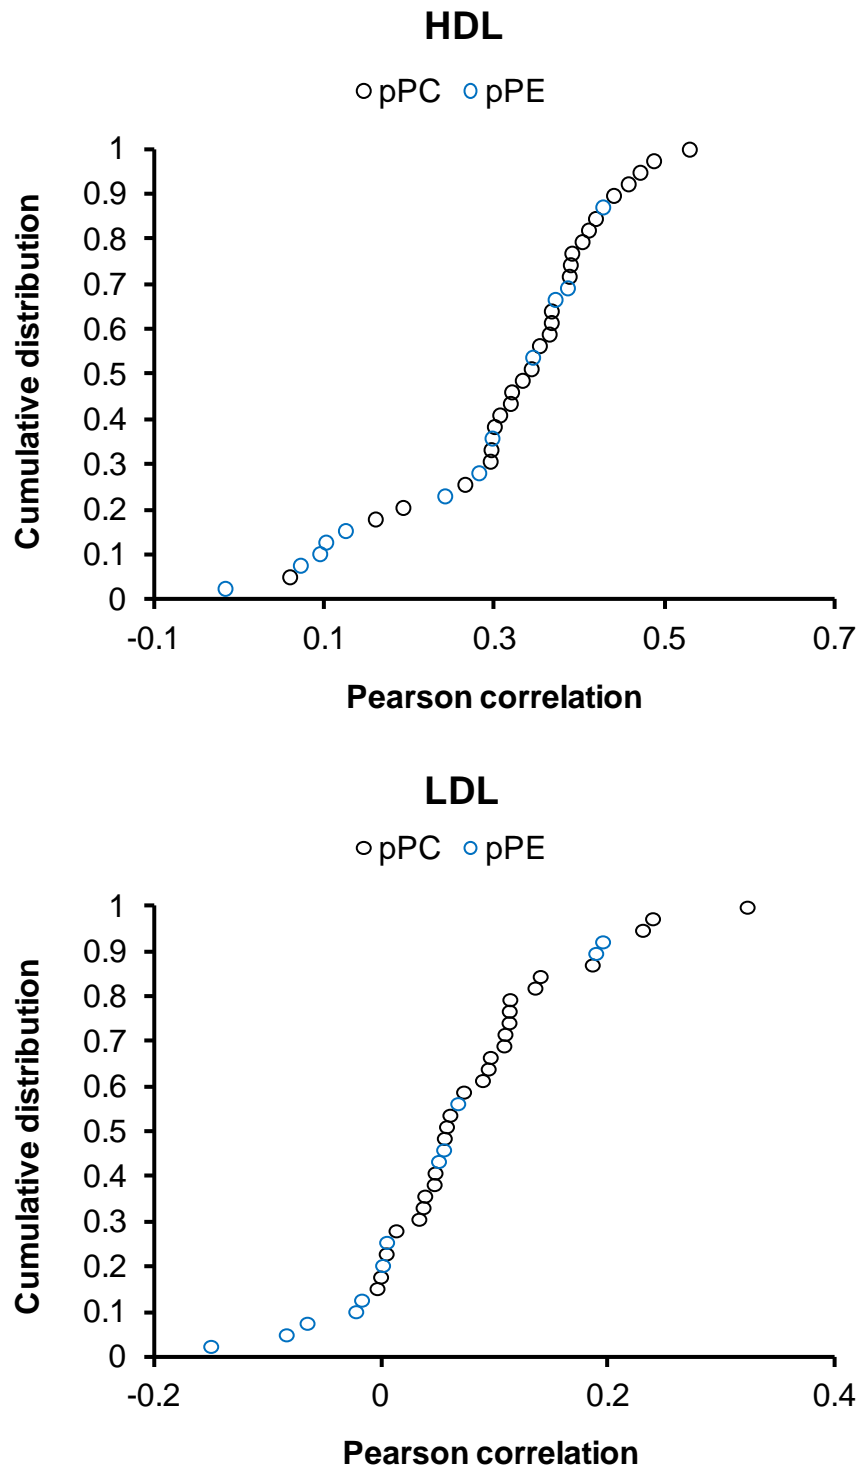 HDL
pPC pPE
1
0.9
0.8
0.7
0.6
0.5
0.4
0.3
0.2
0.1
0
Cumulative distribution
-0.1 0.1 0.3 0.5 0.7
Pearson correlation
LDL
pPC pPE
1
0.9
0.8
0.7
0.6
0.5
0.4
0.3
0.2
0.1
0
Cumulative distribution
-0.2 0 0.2 0.4
Pearson correlation